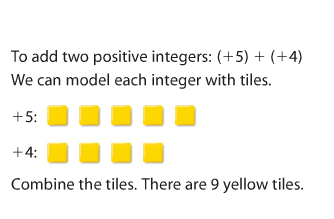 To add two positive integers: (+5) + (+4)
We can model each integer with tiles.
+5:
+4:
Combine the tiles. There are 9 yellow tiles.